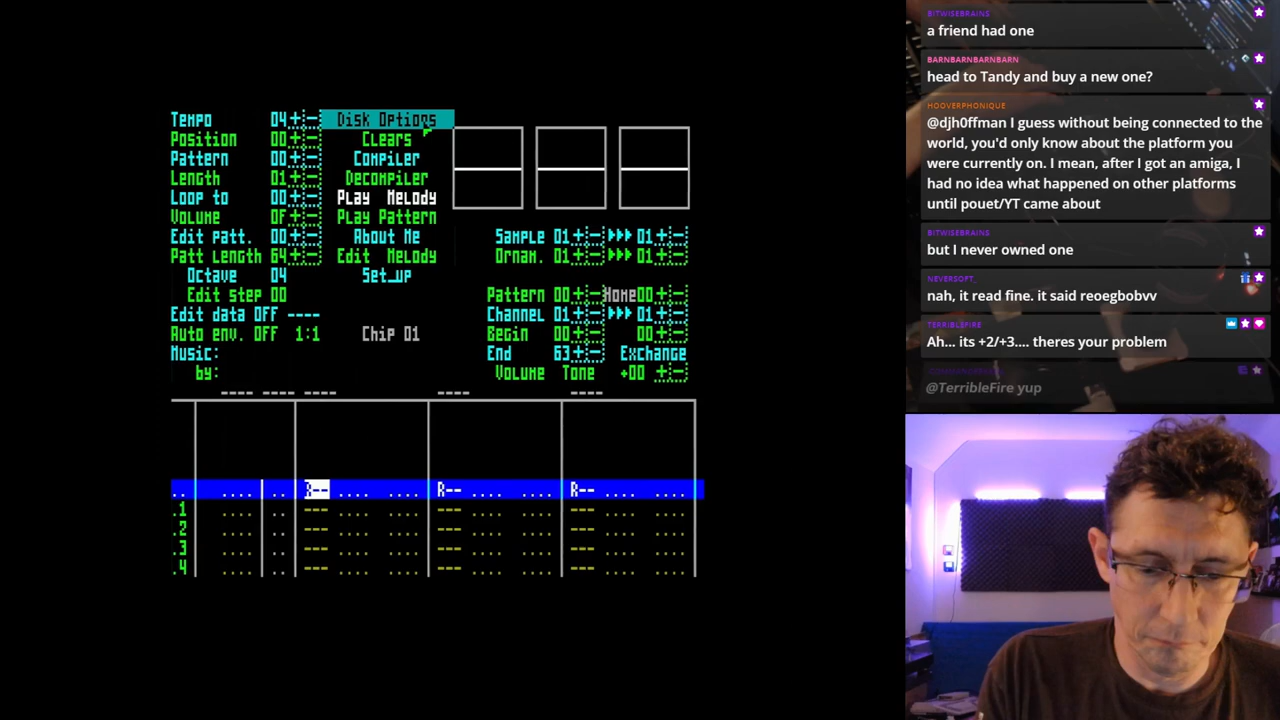 Tempo 04+-
Position 00+-
Pattern 00+-
Length 01+-
Loop to 00+-
Volume 0F+-
Edit patt. 00+-
Patt Length 64+-
Octave 04
Edit step 00
Edit data OFF ----
Auto env. OFF 1:1
Music:
by:
Disk Options
Clears
Compiler
Decompiler
Play Melody
Play Pattern
About Me
Edit Melody
Set_up
Chip 01
Sample 01+- 01+-
Ornam. 01+- 01+-
Pattern 00+- 00+-
Channel 01+- 01+-
Begin 00+- 00+-
End 63+- Exchange
Volume Tone +00 +-
---- ---- ---- ---- ----
.. .... .. R-- .... .... R-- .... .... R-- .... ....
.1 .... .. --- .... .... --- .... .... --- .... ....
.2 .... .. --- .... .... --- .... .... --- .... ....
.3 .... .. --- .... .... --- .... .... --- .... ....
.4 .... .. --- .... .... --- .... .... --- .... ....
BITWISEBRAINS
a friend had one
BARNBARNBARNBARN
head to Tandy and buy a new one?
HOOVERPHONIQUE
@djh0ffman I guess without being connected to the
world, you'd only know about the platform you
were currently on. I mean, after I got an amiga, I
had no idea what happened on other platforms
until pouet/YT came about
BITWISEBRAINS
but I never owned one
NEVERSOFT_
nah, it read fine. it said reoegbobvv
TERRIBLEFIRE
Ah... its +2/+3.... theres your problem
@TerribleFire yup